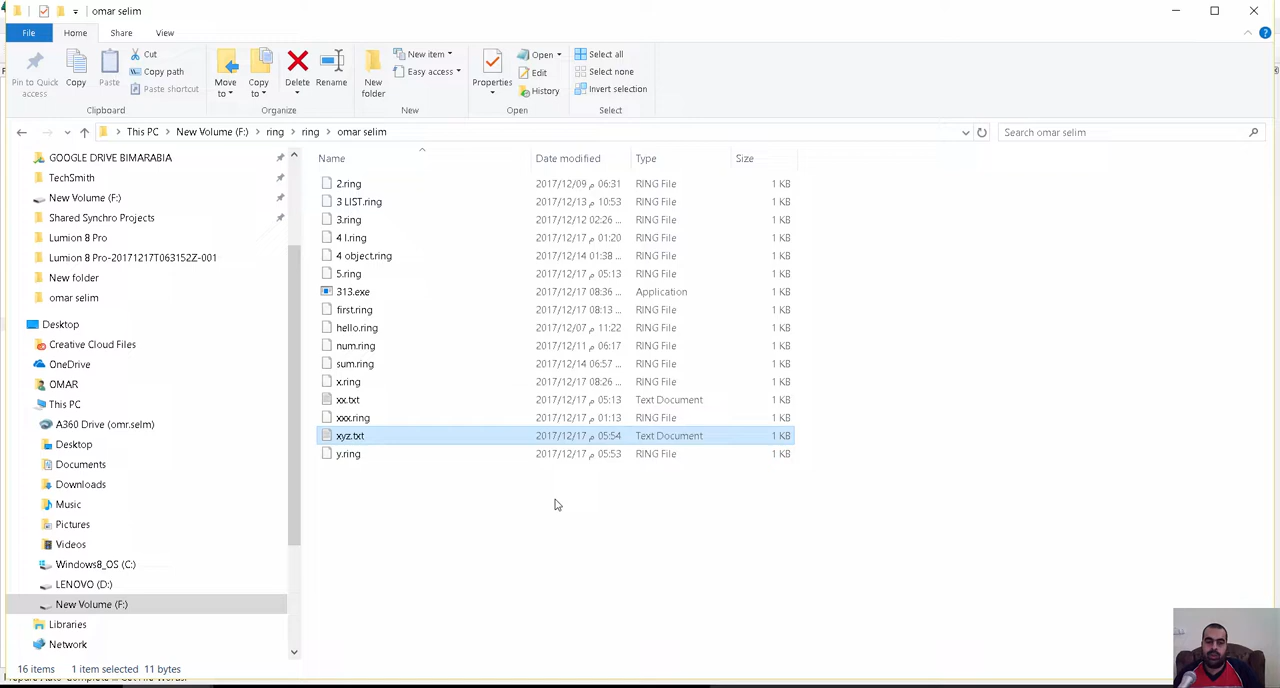 omar selim
File Home Share View
Pin to Quick access
Copy
Paste
Cut
Copy path
Paste shortcut
Clipboard
Move to
Copy to
Delete
Rename
Organize
New folder
New item
Easy access
New
Properties
Open
Edit
History
Open
Select all
Select none
Invert selection
Select
This PC > New Volume (F:) > ring > ring > omar selim
Search omar selim
GOOGLE DRIVE BIMARABIA
TechSmith
New Volume (F:)
Shared Synchro Projects
Lumion 8 Pro
Lumion 8 Pro-20171217T063152Z-001
New folder
omar selim
Desktop
Creative Cloud Files
OneDrive
OMAR
This PC
A360 Drive (omr.selm)
Desktop
Documents
Downloads
Music
Pictures
Videos
Windows8_OS (C:)
LENOVO (D:)
New Volume (F:)
Libraries
Network
Name Date modified Type Size
2.ring 2017/12/09 م 06:31 RING File 1 KB
3 LIST.ring 2017/12/13 م 10:53 RING File 1 KB
3.ring 2017/12/12 02:26 ... RING File 1 KB
4 l.ring 2017/12/17 م 01:20 RING File 1 KB
4 object.ring 2017/12/14 01:38 ... RING File 1 KB
5.ring 2017/12/17 م 05:13 RING File 1 KB
313.exe 2017/12/17 08:36 ... Application 1 KB
first.ring 2017/12/17 08:13 ... RING File 1 KB
hello.ring 2017/12/07 م 11:22 RING File 1 KB
num.ring 2017/12/11 م 06:17 RING File 1 KB
sum.ring 2017/12/14 06:57 ... RING File 1 KB
x.ring 2017/12/17 08:26 ... RING File 1 KB
xx.txt 2017/12/17 م 05:13 Text Document 1 KB
xxx.ring 2017/12/17 م 01:13 RING File 1 KB
xyz.txt 2017/12/17 م 05:54 Text Document 1 KB
y.ring 2017/12/17 م 05:53 RING File 1 KB
16 items 1 item selected 11 bytes